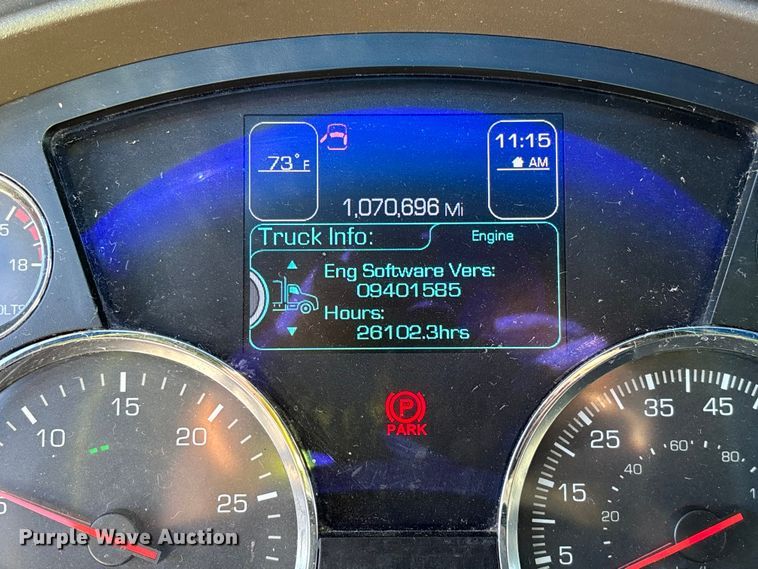 73°F
11:15
AM
1,070,696 Mi
Truck Info:
Engine
Eng Software Vers:
09401585
Hours:
26102.3hrs
18
PARK
10
15
20
25
5
15
25
35
45
20
40
60
80
Purple Wave Auction